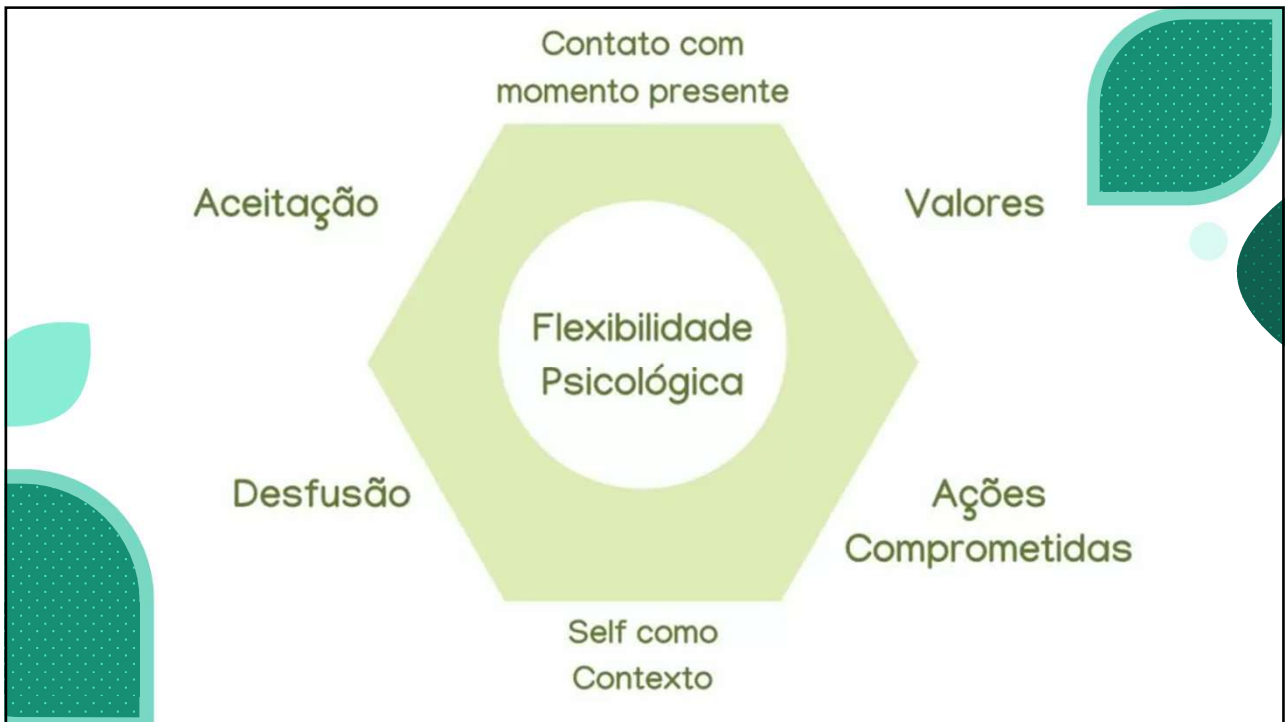 Contato com
momento presente
Aceitação
Valores
Flexibilidade
Psicológica
Desfusão
Ações
Comprometidas
Self como
Contexto